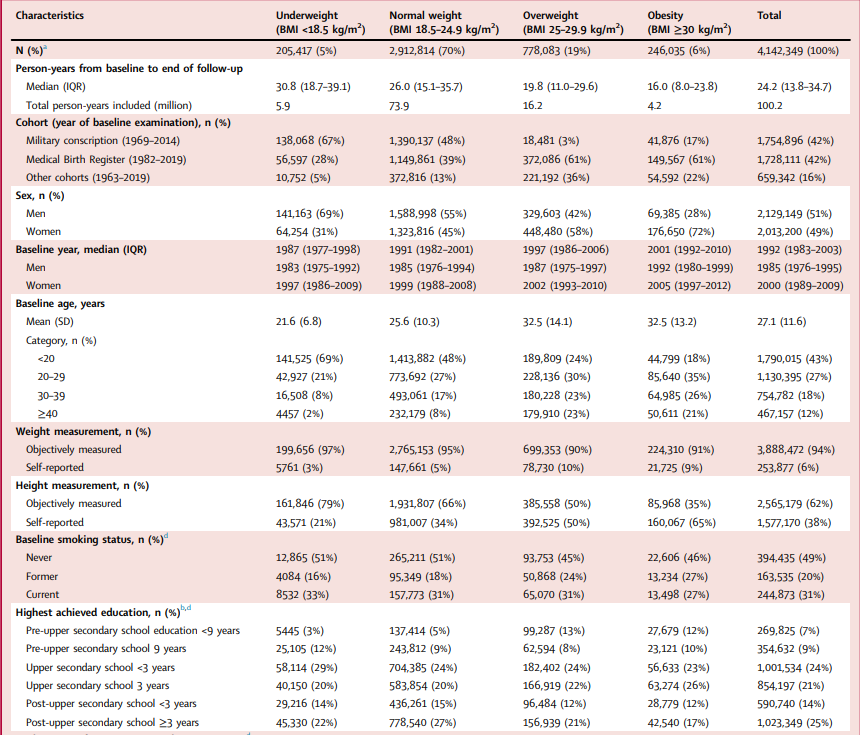 Characteristics Underweight (BMI <18.5 kg/m²) Normal weight (BMI 18.5–24.9 kg/m²) Overweight (BMI 25–29.9 kg/m²) Obesity (BMI ≥30 kg/m²) Total
N (%)ᵃ 205,417 (5%) 2,912,814 (70%) 778,083 (19%) 246,035 (6%) 4,142,349 (100%)
Person-years from baseline to end of follow-up
Median (IQR) 30.8 (18.7–39.1) 26.0 (15.1–35.7) 19.8 (11.0–29.6) 16.0 (8.0–23.8) 24.2 (13.8–34.7)
Total person-years included (million) 5.9 73.9 16.2 4.2 100.2
Cohort (year of baseline examination), n (%)
Military conscription (1969–2014) 138,068 (67%) 1,390,137 (48%) 18,481 (3%) 41,876 (17%) 1,754,896 (42%)
Medical Birth Register (1982–2019) 56,597 (28%) 1,149,861 (39%) 372,086 (61%) 149,567 (61%) 1,728,111 (42%)
Other cohorts (1963–2019) 10,752 (5%) 372,816 (13%) 221,192 (36%) 54,592 (22%) 659,342 (16%)
Sex, n (%)
Men 141,163 (69%) 1,588,998 (55%) 329,603 (42%) 69,385 (28%) 2,129,149 (51%)
Women 64,254 (31%) 1,323,816 (45%) 448,480 (58%) 176,650 (72%) 2,013,200 (49%)
Baseline year, median (IQR) 1987 (1977–1998) 1991 (1982–2001) 1997 (1986–2006) 2001 (1992–2010) 1992 (1983–2003)
Men 1983 (1975–1992) 1985 (1976–1994) 1987 (1975–1997) 1992 (1980–1999) 1985 (1976–1995)
Women 1997 (1986–2009) 1999 (1988–2008) 2002 (1993–2010) 2005 (1997–2012) 2000 (1989–2009)
Baseline age, years
Mean (SD) 21.6 (6.8) 25.6 (10.3) 32.5 (14.1) 32.5 (13.2) 27.1 (11.6)
Category, n (%)
<20 141,525 (69%) 1,413,882 (48%) 189,809 (24%) 44,799 (18%) 1,790,015 (43%)
20–29 42,927 (21%) 773,692 (27%) 228,136 (30%) 85,640 (35%) 1,130,395 (27%)
30–39 16,508 (8%) 493,061 (17%) 180,228 (23%) 64,985 (26%) 754,782 (18%)
≥40 4457 (2%) 232,179 (8%) 179,910 (23%) 50,611 (21%) 467,157 (12%)
Weight measurement, n (%)
Objectively measured 199,656 (97%) 2,765,153 (95%) 699,353 (90%) 224,310 (91%) 3,888,472 (94%)
Self-reported 5761 (3%) 147,661 (5%) 78,730 (10%) 21,725 (9%) 253,877 (6%)
Height measurement, n (%)
Objectively measured 161,846 (79%) 1,931,807 (66%) 385,558 (50%) 85,968 (35%) 2,565,179 (62%)
Self-reported 43,571 (21%) 981,007 (34%) 392,525 (50%) 160,067 (65%) 1,577,170 (38%)
Baseline smoking status, n (%)ᵈ
Never 12,865 (51%) 265,211 (51%) 93,753 (45%) 22,606 (46%) 394,435 (49%)
Former 4084 (16%) 95,349 (18%) 50,868 (24%) 13,234 (27%) 163,535 (20%)
Current 8532 (33%) 157,773 (31%) 65,070 (31%) 13,498 (27%) 244,873 (31%)
Highest achieved education, n (%)ᵇ,ᵈ
Pre-upper secondary school education <9 years 5445 (3%) 137,414 (5%) 99,287 (13%) 27,679 (12%) 269,825 (7%)
Pre-upper secondary school 9 years 25,105 (12%) 243,812 (9%) 62,594 (8%) 23,121 (10%) 354,632 (9%)
Upper secondary school <3 years 58,114 (29%) 704,385 (24%) 182,402 (24%) 56,633 (23%) 1,001,534 (24%)
Upper secondary school 3 years 40,150 (20%) 583,854 (20%) 166,919 (22%) 63,274 (26%) 854,197 (21%)
Post-upper secondary school <3 years 29,216 (14%) 436,261 (15%) 96,484 (12%) 28,779 (12%) 590,740 (14%)
Post-upper secondary school ≥3 years 45,330 (22%) 778,540 (27%) 156,939 (21%) 42,540 (17%) 1,023,349 (25%)